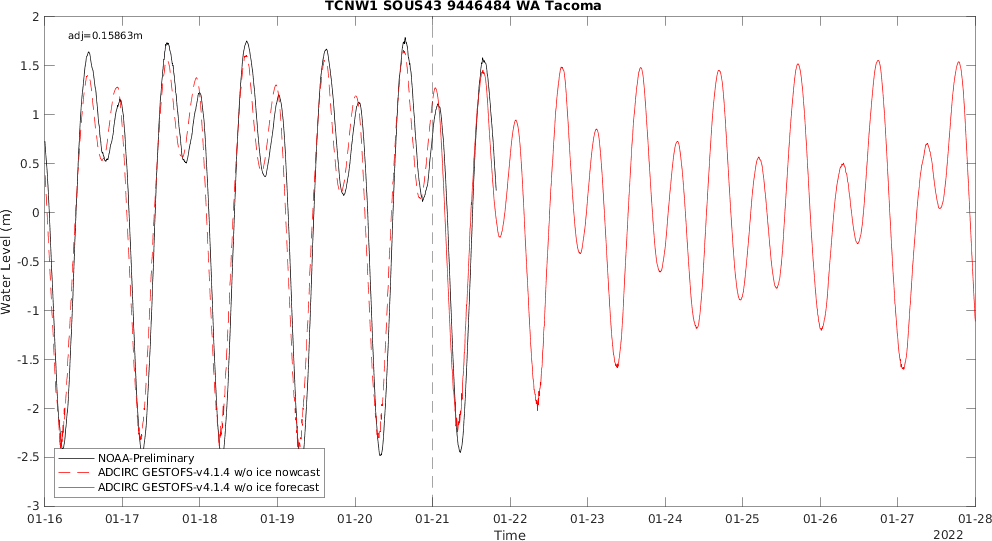 TCNW1 SOUS43 9446484 WA Tacoma
adj=0.15863m
2
1.5
1
0.5
0
-0.5
-1
-1.5
-2
-2.5
-3
Water Level (m)
NOAA-Preliminary
ADCIRC GESTOFS-v4.1.4 w/o ice nowcast
ADCIRC GESTOFS-v4.1.4 w/o ice forecast
01-16 01-17 01-18 01-19 01-20 01-21 01-22 01-23 01-24 01-25 01-26 01-27 01-28
Time
2022